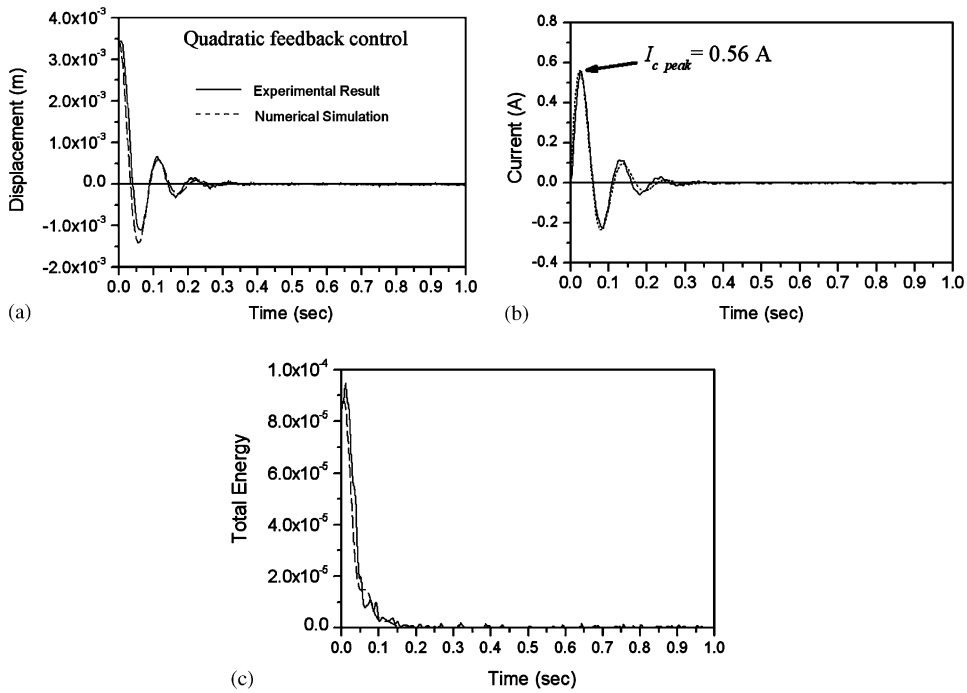 4.0x10⁻³
3.0x10⁻³
2.0x10⁻³
1.0x10⁻³
0.0
-1.0x10⁻³
-2.0x10⁻³
Displacement (m)
Quadratic feedback control
Experimental Result
Numerical Simulation
0.0 0.1 0.2 0.3 0.4 0.5 0.6 0.7 0.8 0.9 1.0
Time (sec)
(a)
0.8
0.6
0.4
0.2
0.0
-0.2
-0.4
Current (A)
I c peak = 0.56 A
0.0 0.1 0.2 0.3 0.4 0.5 0.6 0.7 0.8 0.9 1.0
Time (sec)
(b)
1.0x10⁻⁴
8.0x10⁻⁵
6.0x10⁻⁵
4.0x10⁻⁵
2.0x10⁻⁵
0.0
Total Energy
0.0 0.1 0.2 0.3 0.4 0.5 0.6 0.7 0.8 0.9 1.0
Time (sec)
(c)